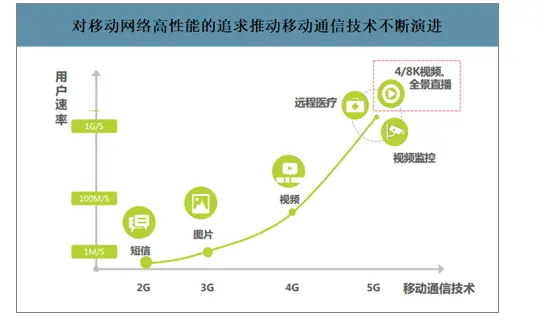 对移动网络高性能的追求推动移动通信技术不断演进
用户速率
4/8K视频、
全景直播
远程医疗
1G/S
视频监控
视频
100M/S
图片
短信
1M/S
2G
3G
4G
5G
移动通信技术